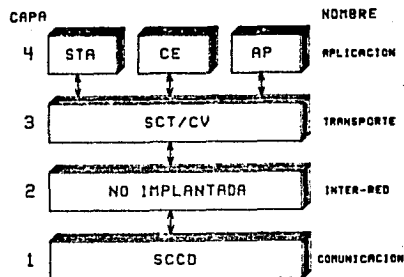 CAPA NOMBRE
4 STA CE AP APLICACION
3 SCT/CV TRANSPORTE
2 NO IMPLANTADA INTER-RED
1 SCCD COMUNICACION